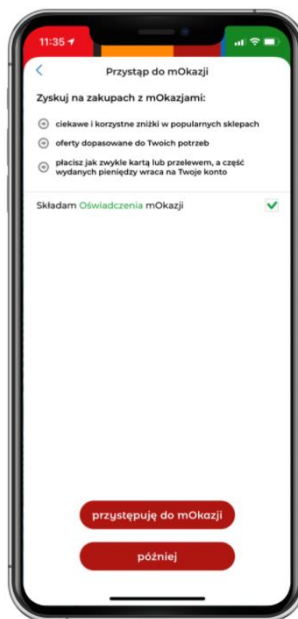 11:35
Przystąp do mOkazji
Zyskuj na zakupach z mOkazjami:
ciekawe i korzystne zniżki w popularnych sklepach
oferty dopasowane do Twoich potrzeb
płacisz jak zwykle kartą lub przelewem, a część
wydanych pieniędzy wraca na Twoje konto
Składam Oświadczenia mOkazji
przystępuję do mOkazji
później